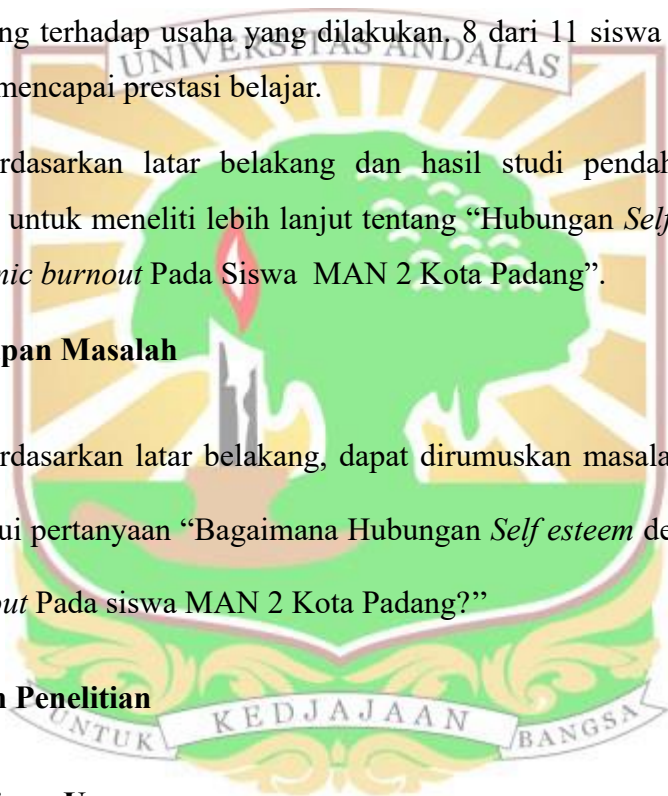 ng terhadap usaha yang dilakukan. 8 dari 11 siswa
UNIVERSITAS ANDALAS
mencapai prestasi belajar.
rdasarkan latar belakang dan hasil studi pendah
untuk meneliti lebih lanjut tentang “Hubungan Self
nic burnout Pada Siswa MAN 2 Kota Padang”.
pan Masalah
rdasarkan latar belakang, dapat dirumuskan masala
ui pertanyaan “Bagaimana Hubungan Self esteem de
out Pada siswa MAN 2 Kota Padang?”
n Penelitian
UNTUK KEDJAJAAN BANGSA